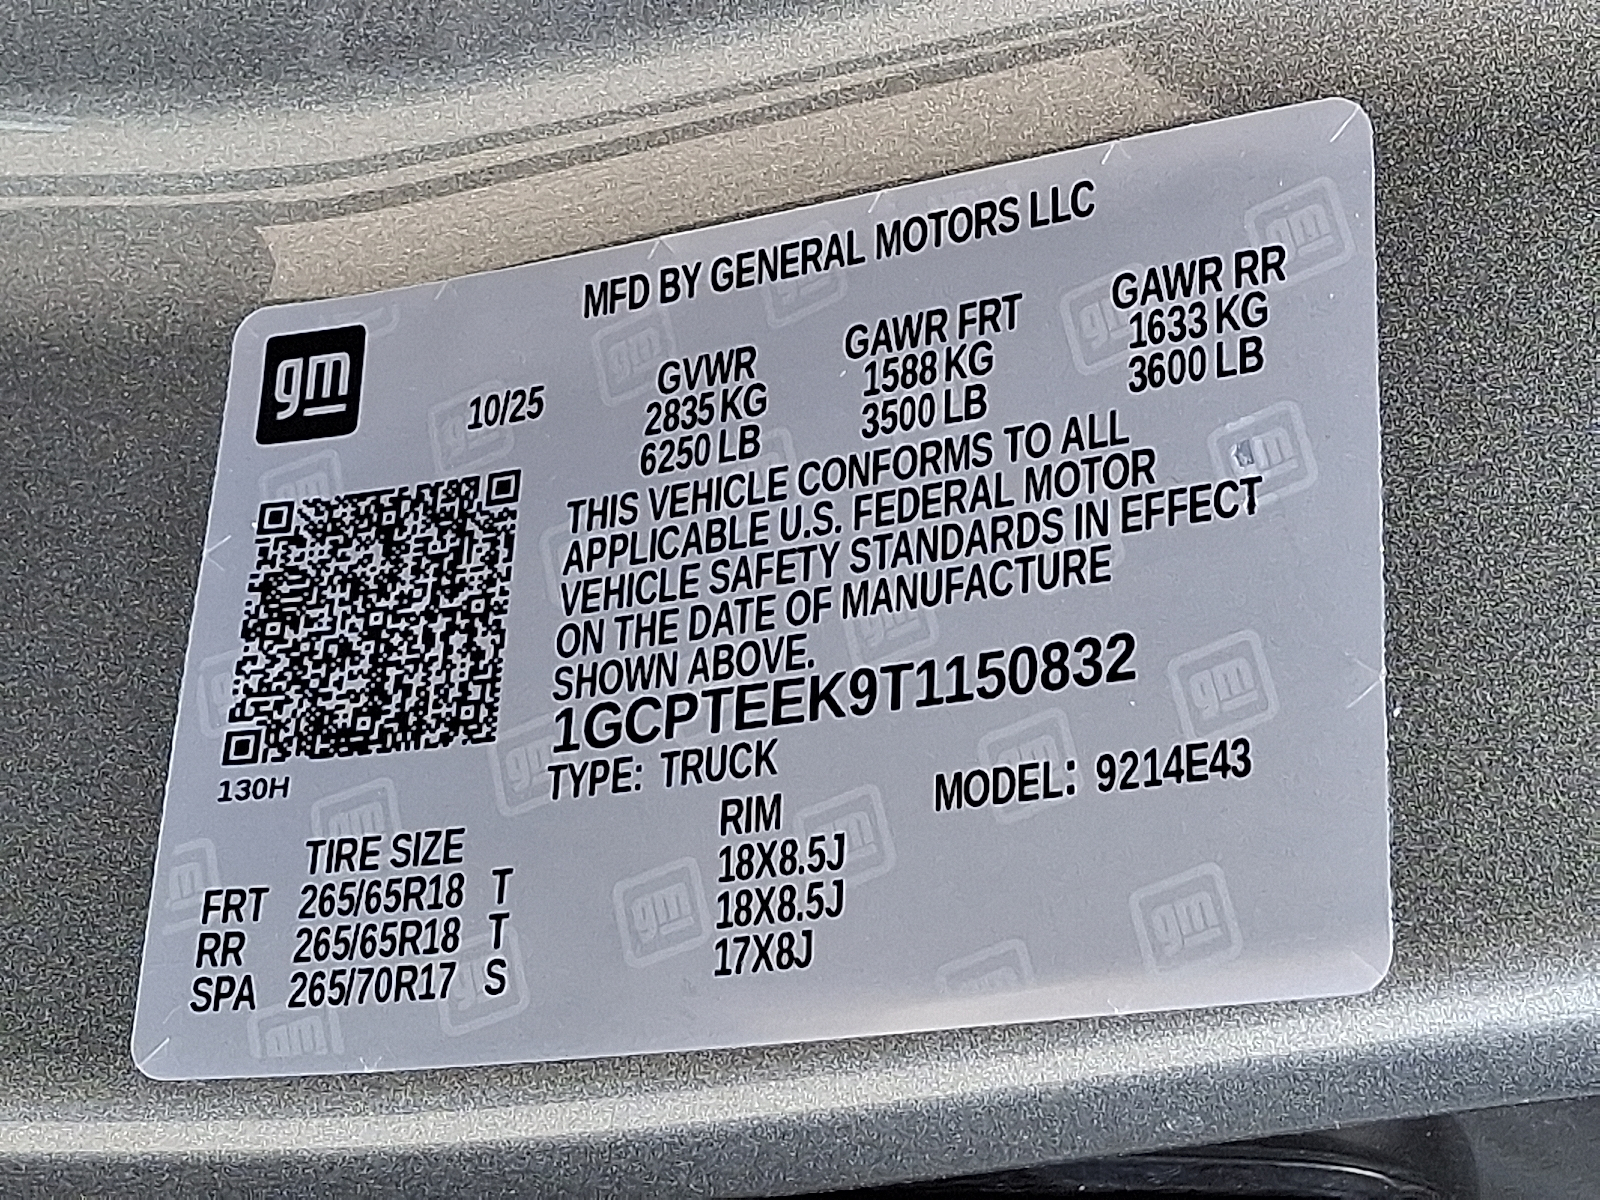 MFD BY GENERAL MOTORS LLC
gm
10/25
GVWR GAWR FRT GAWR RR
2835 KG 1588 KG 1633 KG
6250 LB 3500 LB 3600 LB
THIS VEHICLE CONFORMS TO ALL
APPLICABLE U.S. FEDERAL MOTOR
VEHICLE SAFETY STANDARDS IN EFFECT
ON THE DATE OF MANUFACTURE
SHOWN ABOVE.
1GCPTEEK9T1150832
130H
TYPE: TRUCK MODEL: 9214E43
TIRE SIZE RIM
FRT 265/65R18 T 18X8.5J
RR 265/65R18 T 18X8.5J
SPA 265/70R17 S 17X8J